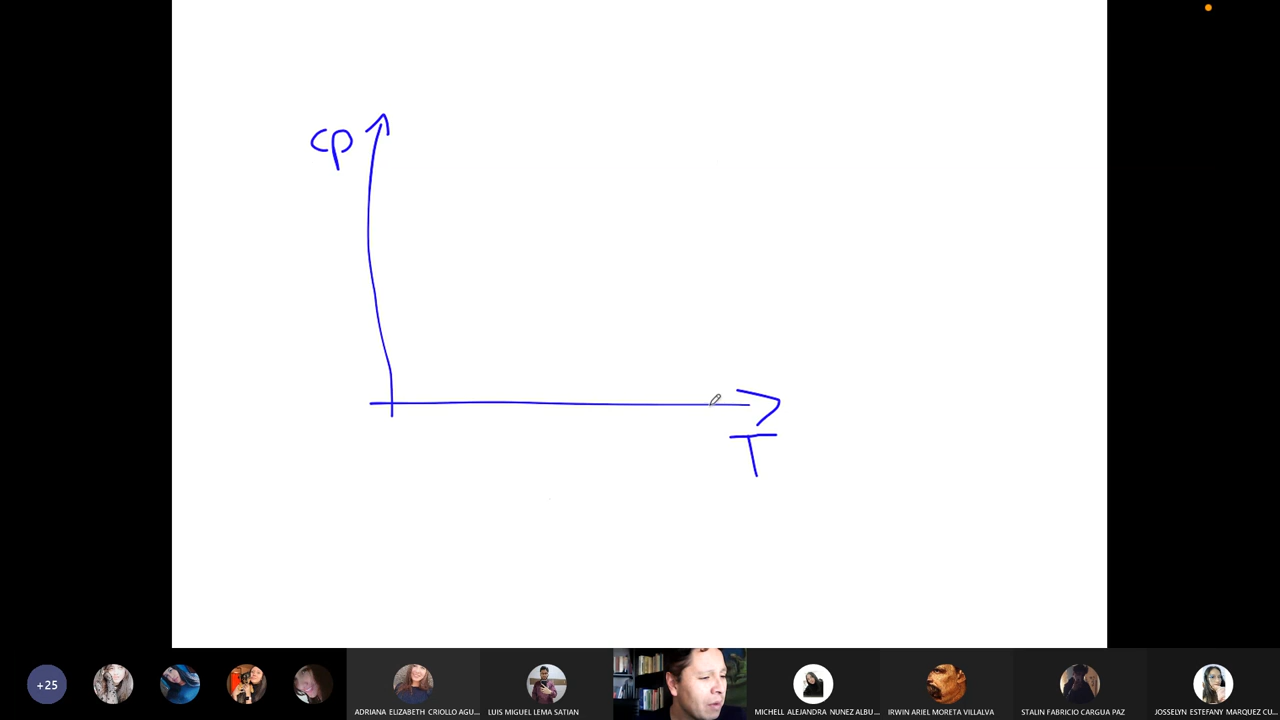 cp
T
+25
ADRIANA ELIZABETH CRIOLLO AGU...
LUIS MIGUEL LEMA SATIAN
MICHELL ALEJANDRA NUNEZ ALBU...
IRWIN ARIEL MORETA VILLALVA
STALIN FABRICIO CARGUA PAZ
JOSSELYN ESTEFANY MARQUEZ CU...